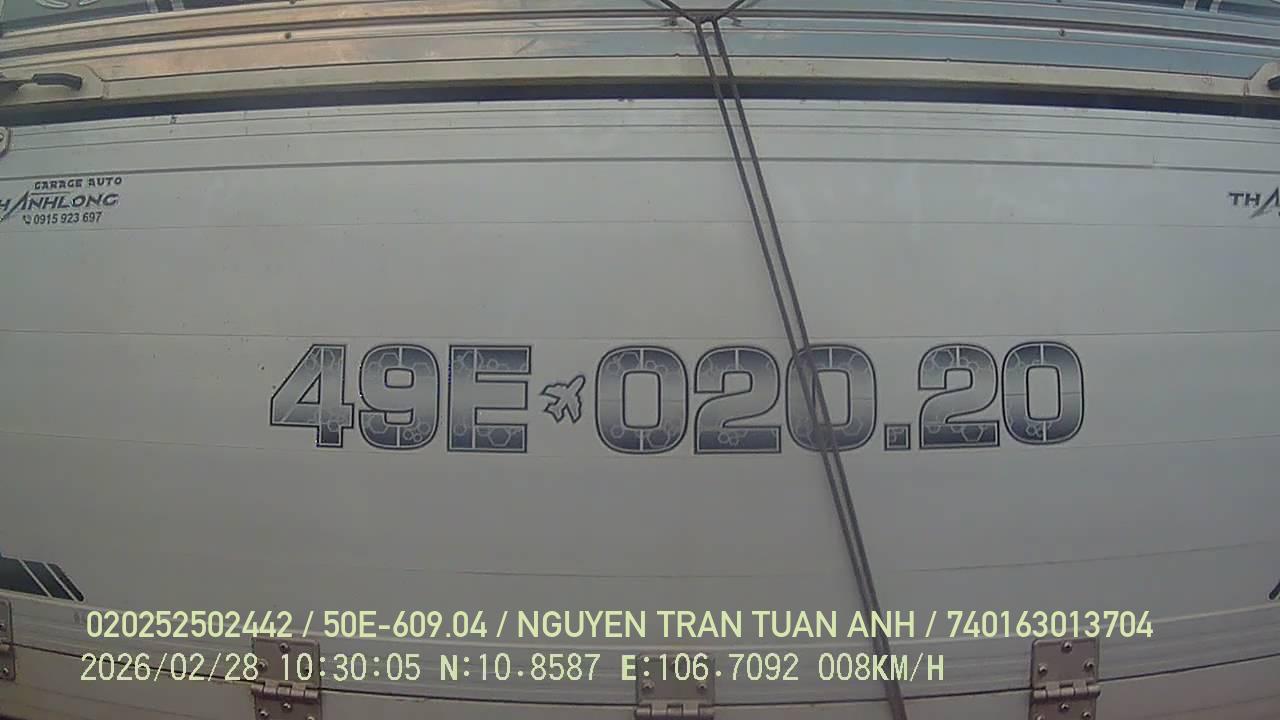 GARAGE AUTO
THANHLONG
0915 923 697
49E 020.20
020252502442 / 50E-609.04 / NGUYEN TRAN TUAN ANH / 740163013704
2026/02/28 10:30:05 N:10.8587 E:106.7092 008KM/H